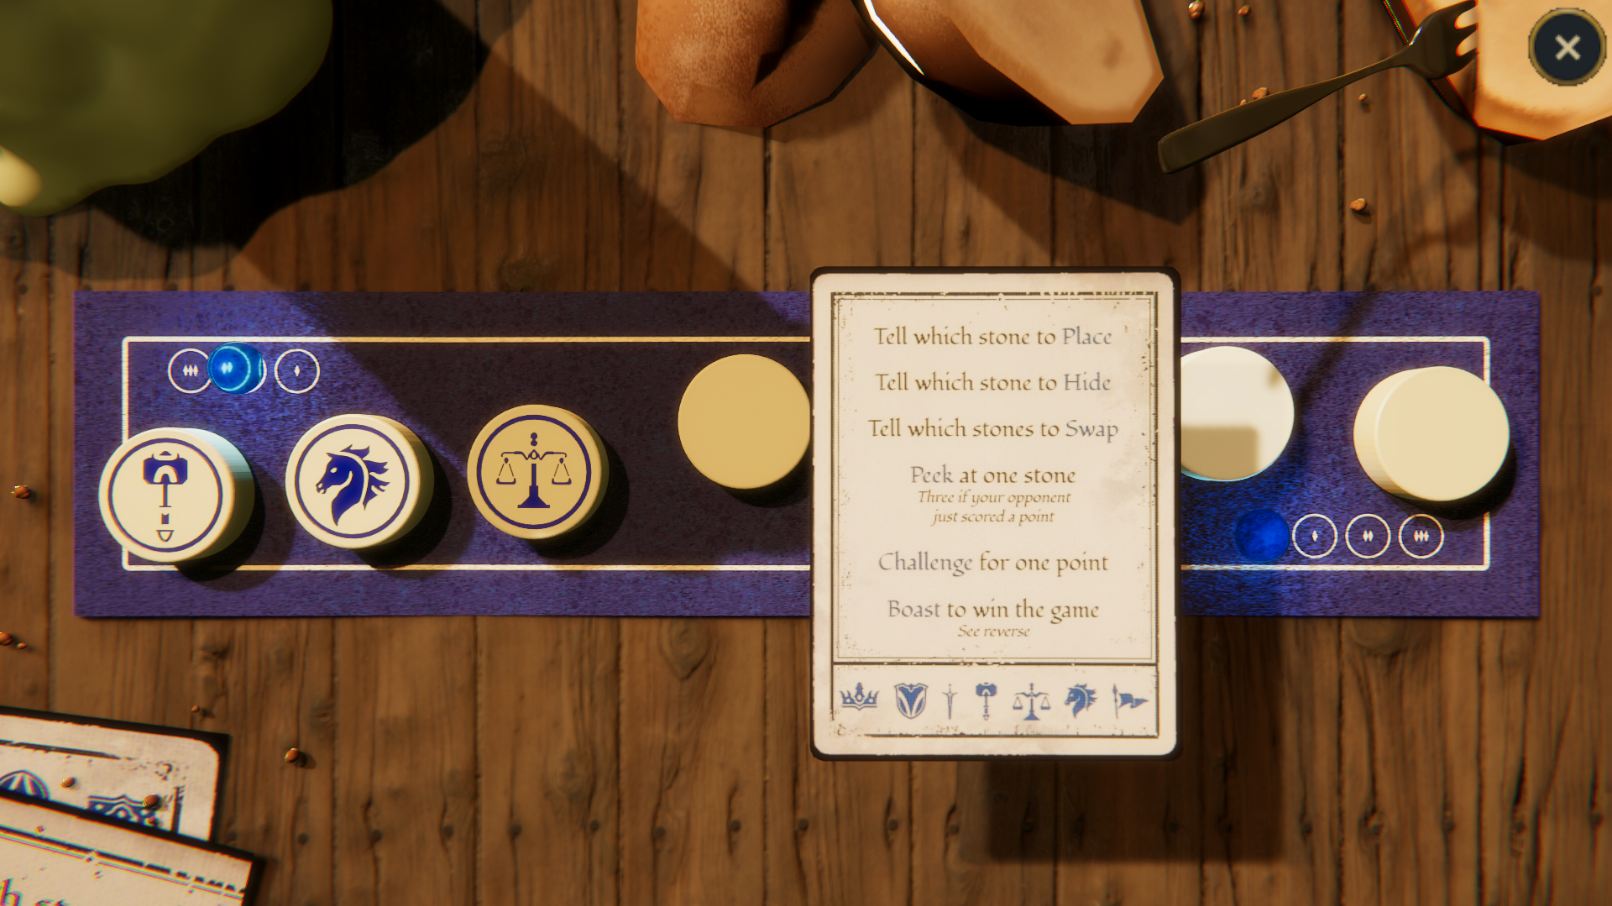 Tell which stone to Place
Tell which stone to Hide
Tell which stones to Swap
Peek at one stone
Three if your opponent
just scored a point
Challenge for one point
Boast to win the game
See reverse